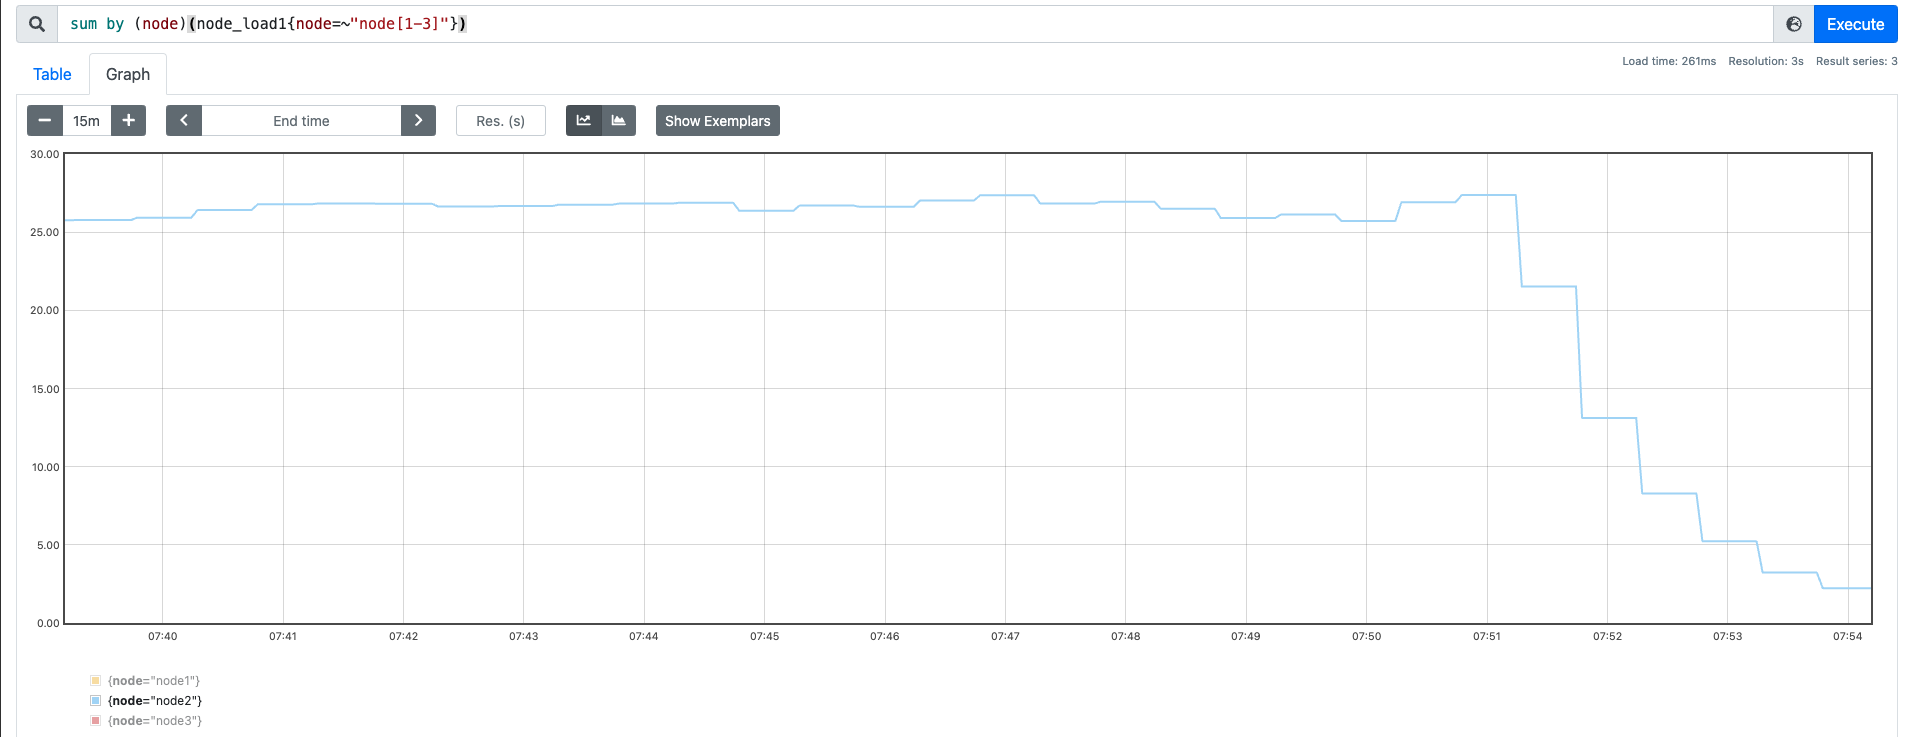 sum by (node)(node_load1{node=~"node[1-3]"})
Execute
Table
Graph
Load time: 261ms Resolution: 3s Result series: 3
15m
End time
Res. (s)
Show Exemplars
30.00
25.00
20.00
15.00
10.00
5.00
0.00
07:40 07:41 07:42 07:43 07:44 07:45 07:46 07:47 07:48 07:49 07:50 07:51 07:52 07:53 07:54
{node="node1"}
{node="node2"}
{node="node3"}